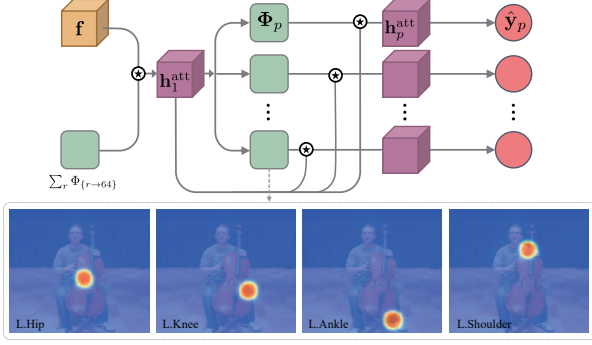 f
h₁ᵃᵗᵗ
∑ᵣ Φ{r→64}
Φₚ
hₚᵃᵗᵗ
ŷₚ
L.Hip
L.Knee
L.Ankle
L.Shoulder